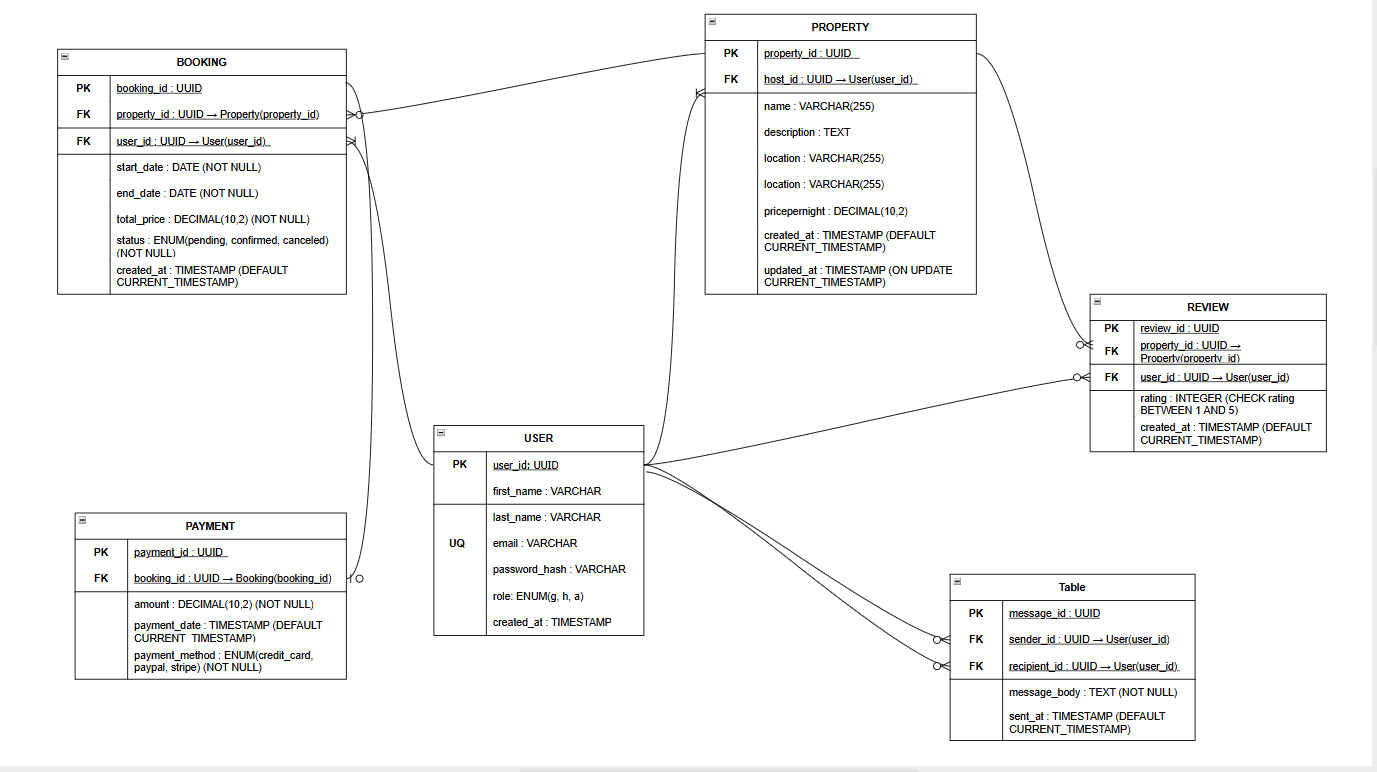 BOOKING
PK booking_id : UUID
FK property_id : UUID → Property(property_id)
FK user_id : UUID → User(user_id)
start_date : DATE (NOT NULL)
end_date : DATE (NOT NULL)
total_price : DECIMAL(10,2) (NOT NULL)
status : ENUM(pending, confirmed, canceled)
(NOT NULL)
created_at : TIMESTAMP (DEFAULT
CURRENT_TIMESTAMP)
PROPERTY
PK property_id : UUID
FK host_id : UUID → User(user_id)
name : VARCHAR(255)
description : TEXT
location : VARCHAR(255)
location : VARCHAR(255)
pricepernight : DECIMAL(10,2)
created_at : TIMESTAMP (DEFAULT
CURRENT_TIMESTAMP)
updated_at : TIMESTAMP (ON UPDATE
CURRENT_TIMESTAMP)
REVIEW
PK review_id : UUID
FK property_id : UUID →
Property(property_id)
FK user_id : UUID → User(user_id)
rating : INTEGER (CHECK rating
BETWEEN 1 AND 5)
created_at : TIMESTAMP (DEFAULT
CURRENT_TIMESTAMP)
USER
PK user_id: UUID
first_name : VARCHAR
last_name : VARCHAR
UQ email : VARCHAR
password_hash : VARCHAR
role: ENUM(g, h, a)
created_at : TIMESTAMP
PAYMENT
PK payment_id : UUID
FK booking_id : UUID → Booking(booking_id)
amount : DECIMAL(10,2) (NOT NULL)
payment_date : TIMESTAMP (DEFAULT
CURRENT_TIMESTAMP)
payment_method : ENUM(credit_card,
paypal, stripe) (NOT NULL)
Table
PK message_id : UUID
FK sender_id : UUID → User(user_id)
FK recipient_id : UUID → User(user_id)
message_body : TEXT (NOT NULL)
sent_at : TIMESTAMP (DEFAULT
CURRENT_TIMESTAMP)